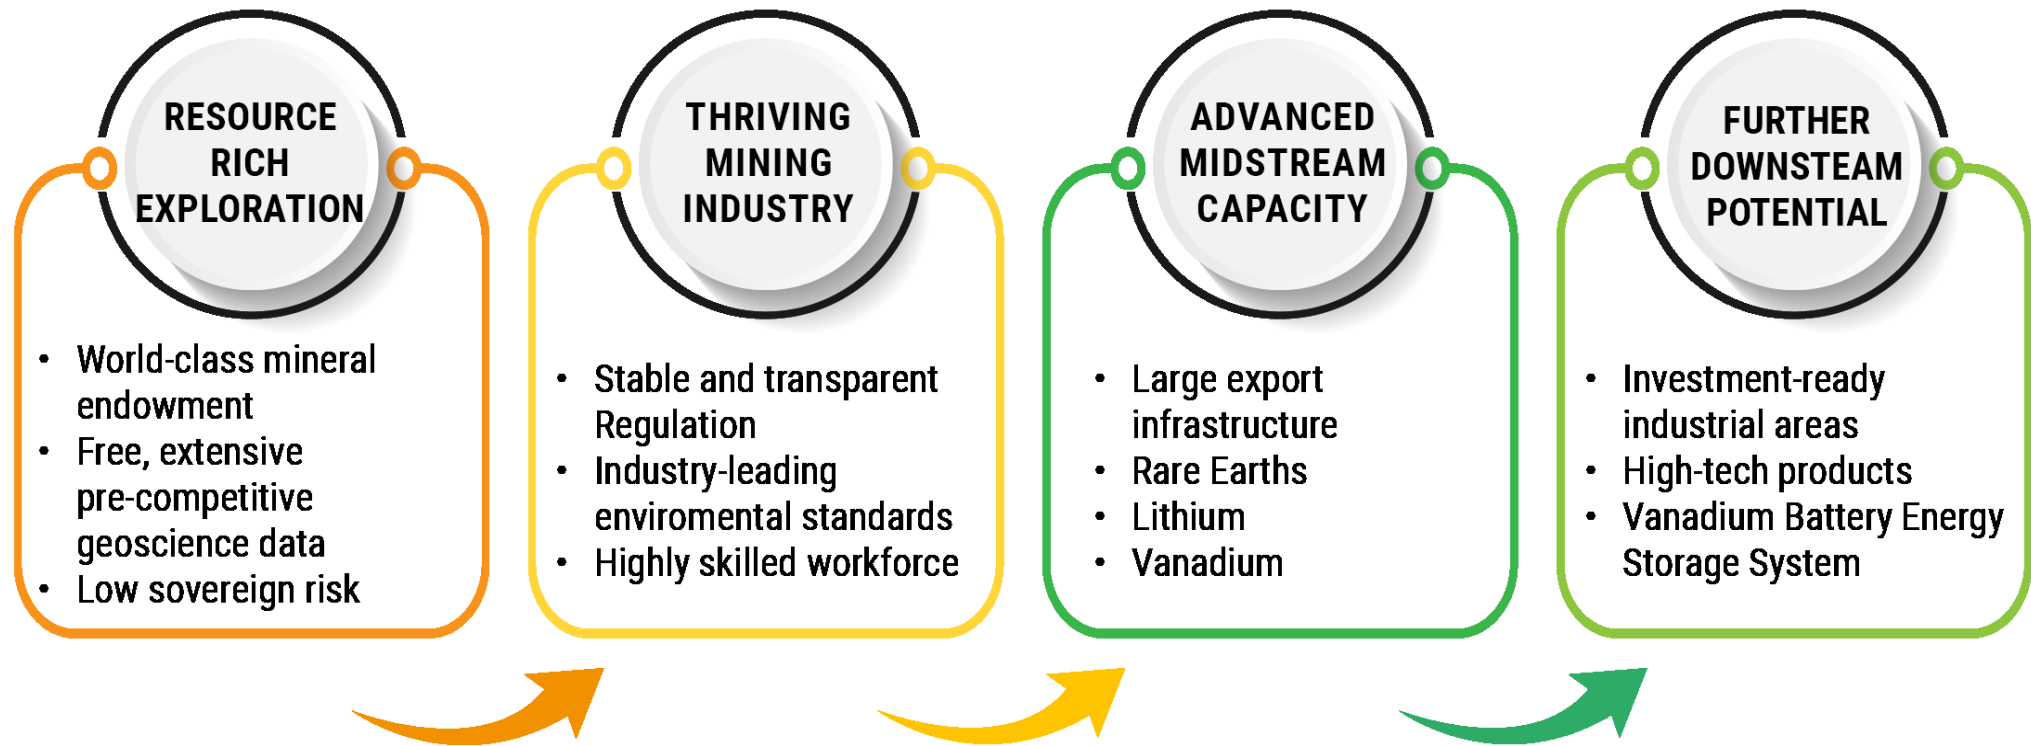 RESOURCE
RICH
EXPLORATION
• World-class mineral
endowment
• Free, extensive
pre-competitive
geoscience data
• Low sovereign risk
THRIVING
MINING
INDUSTRY
• Stable and transparent
Regulation
• Industry-leading
enviromental standards
• Highly skilled workforce
ADVANCED
MIDSTREAM
CAPACITY
• Large export
infrastructure
• Rare Earths
• Lithium
• Vanadium
FURTHER
DOWNSTEAM
POTENTIAL
• Investment-ready
industrial areas
• High-tech products
• Vanadium Battery Energy
Storage System